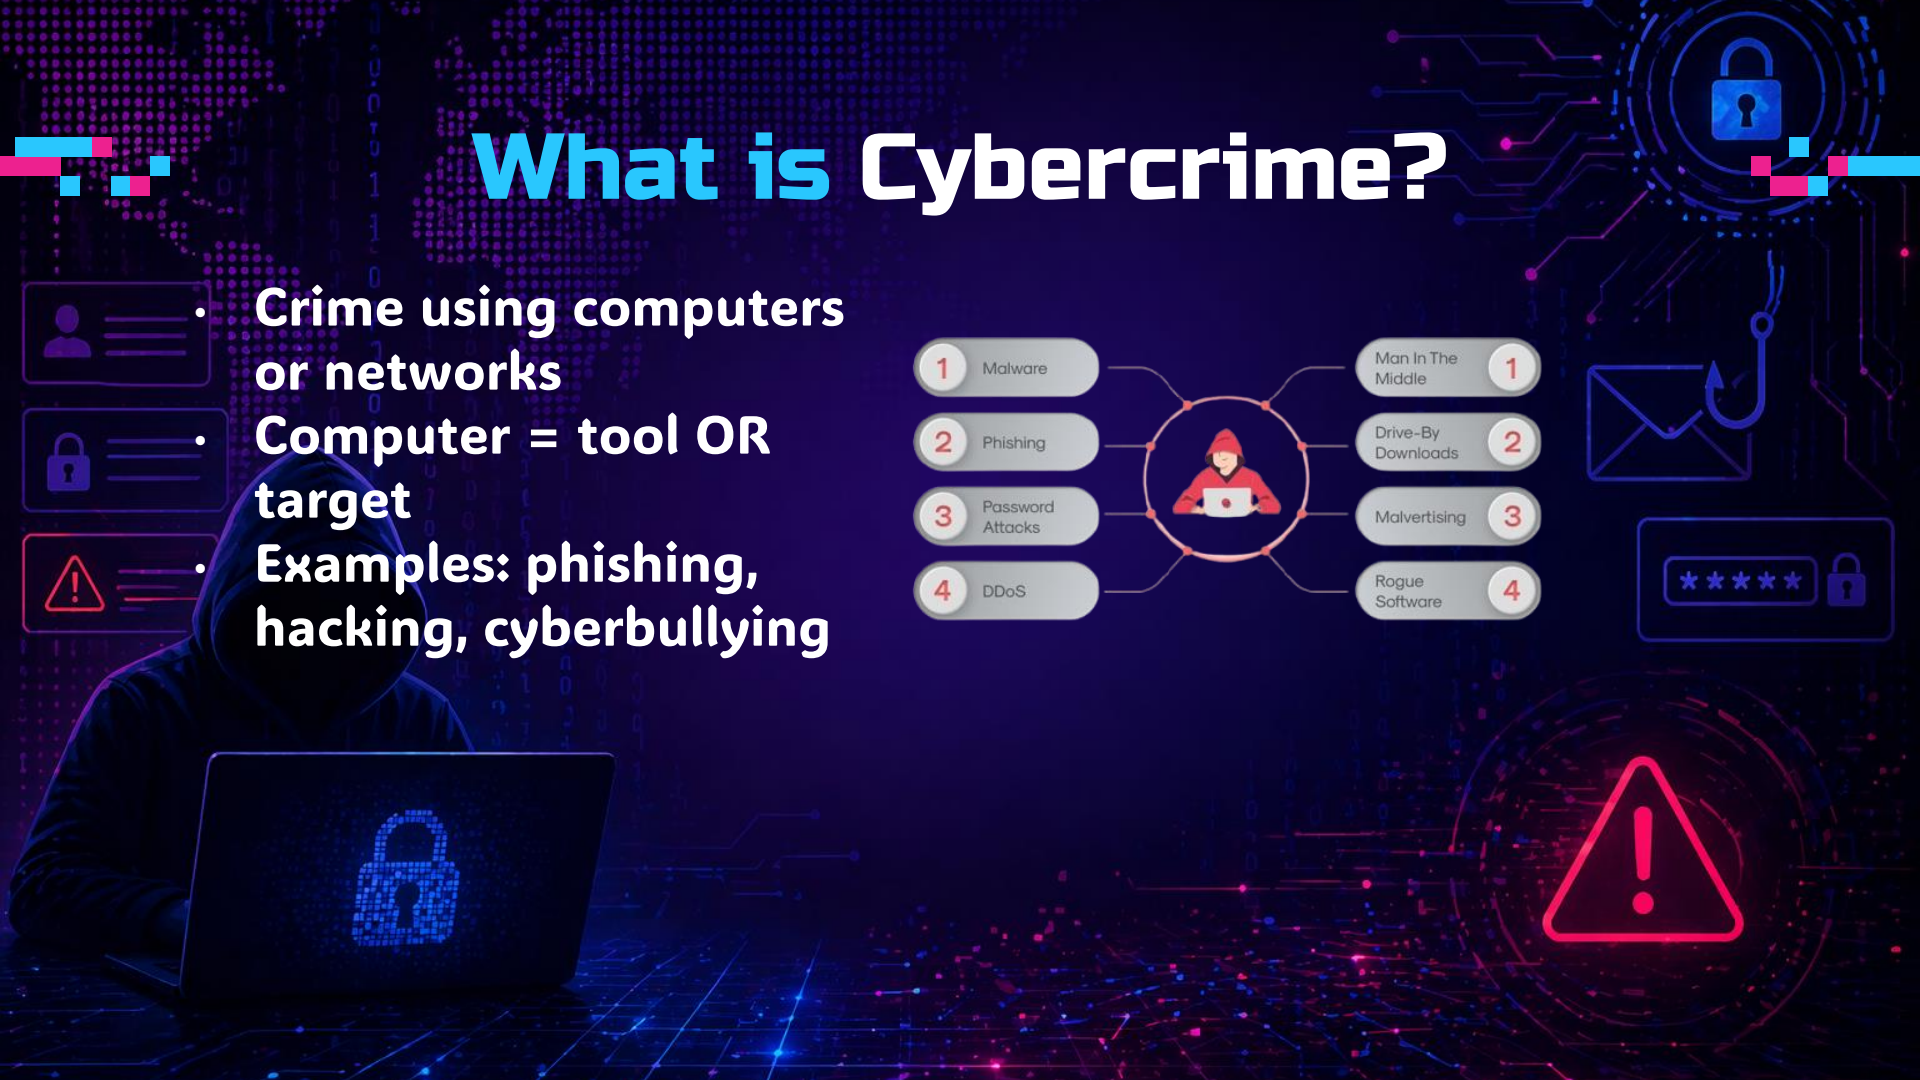 What is Cybercrime?
• Crime using computers
or networks
• Computer = tool OR
target
• Examples: phishing,
hacking, cyberbullying
1 Malware
2 Phishing
3 Password
Attacks
4 DDoS
Man In The
Middle 1
Drive-By
Downloads 2
Malvertising 3
Rogue
Software 4
*****